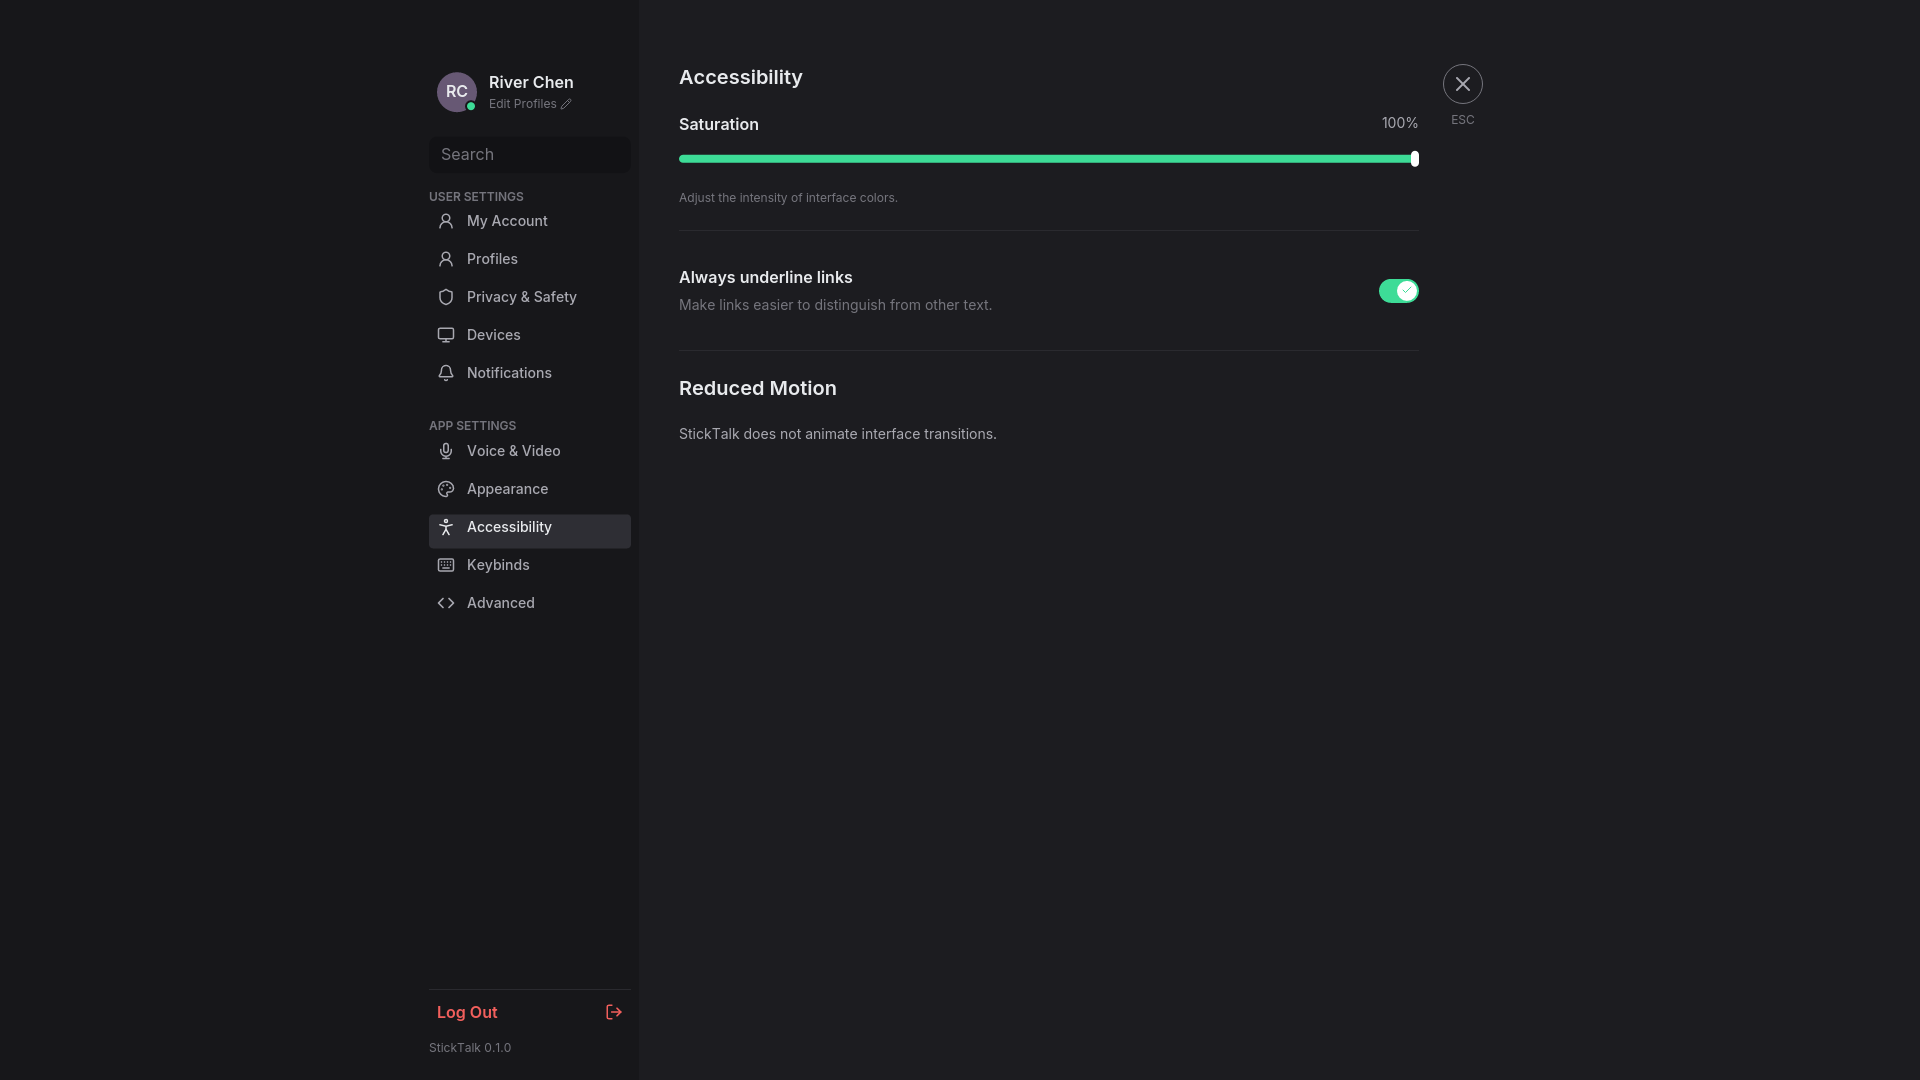 RC
River Chen
Edit Profiles
Search
USER SETTINGS
My Account
Profiles
Privacy & Safety
Devices
Notifications
APP SETTINGS
Voice & Video
Appearance
Accessibility
Keybinds
Advanced
Log Out
StickTalk 0.1.0
Accessibility
Saturation
100%
Adjust the intensity of interface colors.
Always underline links
Make links easier to distinguish from other text.
Reduced Motion
StickTalk does not animate interface transitions.
ESC